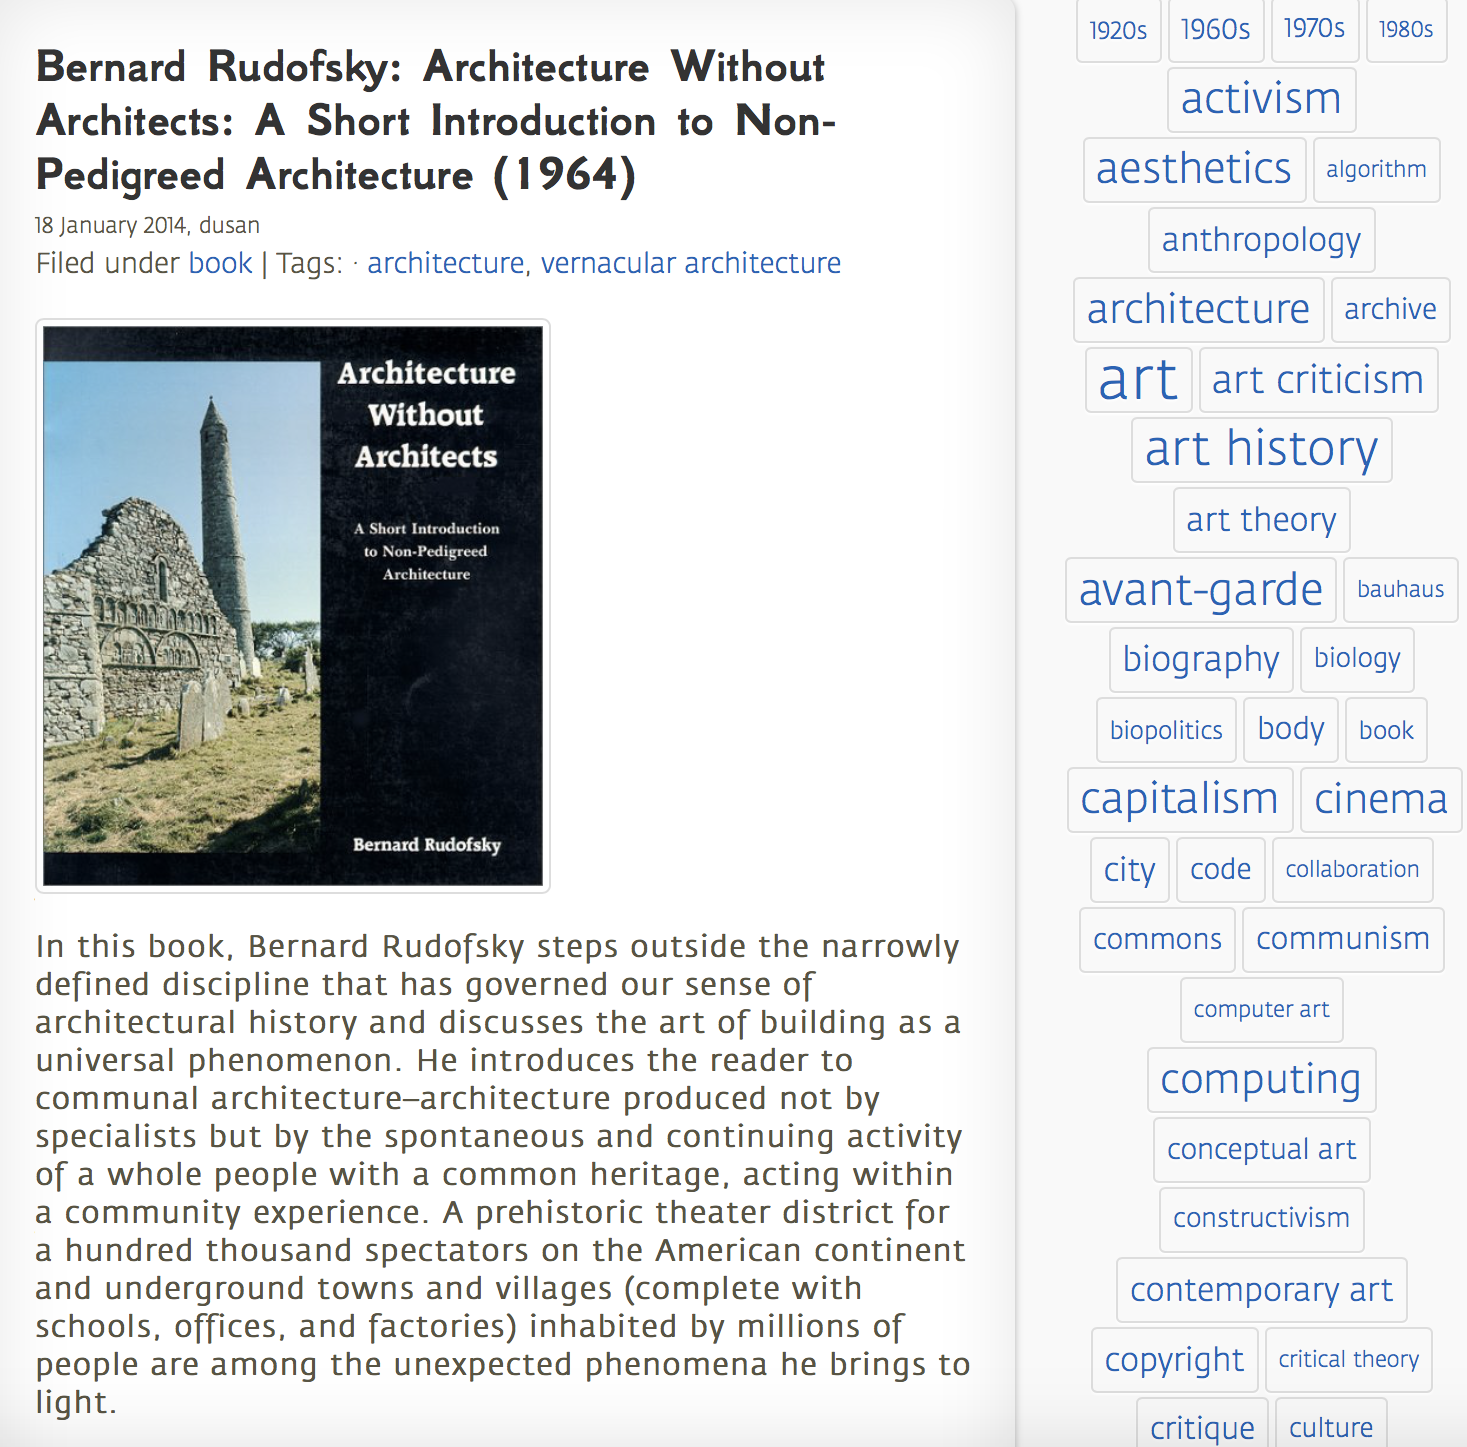 Bernard Rudofsky: Architecture Without
Architects: A Short Introduction to Non-
Pedigreed Architecture (1964)
18 January 2014, dusan
Filed under book | Tags: · architecture, vernacular architecture
Architecture
Without
Architects
A Short Introduction
to Non-Pedigreed
Architecture
Bernard Rudofsky
In this book, Bernard Rudofsky steps outside the narrowly
defined discipline that has governed our sense of
architectural history and discusses the art of building as a
universal phenomenon. He introduces the reader to
communal architecture–architecture produced not by
specialists but by the spontaneous and continuing activity
of a whole people with a common heritage, acting within
a community experience. A prehistoric theater district for
a hundred thousand spectators on the American continent
and underground towns and villages (complete with
schools, offices, and factories) inhabited by millions of
people are among the unexpected phenomena he brings to
light.
1920s 1960s 1970s 1980s
activism
aesthetics algorithm
anthropology
architecture archive
art art criticism
art history
art theory
avant-garde bauhaus
biography biology
biopolitics body book
capitalism cinema
city code collaboration
commons communism
computer art
computing
conceptual art
constructivism
contemporary art
copyright critical theory
critique culture